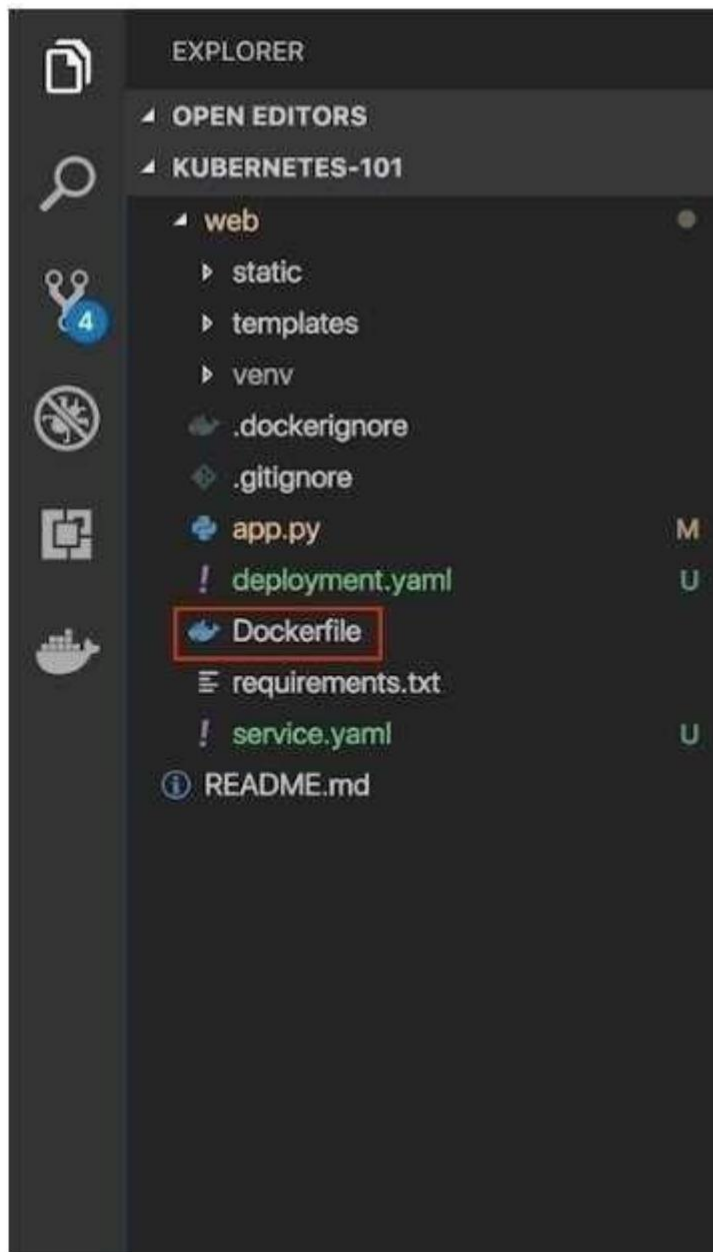 EXPLORER
OPEN EDITORS
KUBERNETES-101
web
static
templates
4
venv
.dockerignore
.gitignore
app.py M
deployment.yaml U
Dockerfile
requirements.txt
service.yaml U
README.md